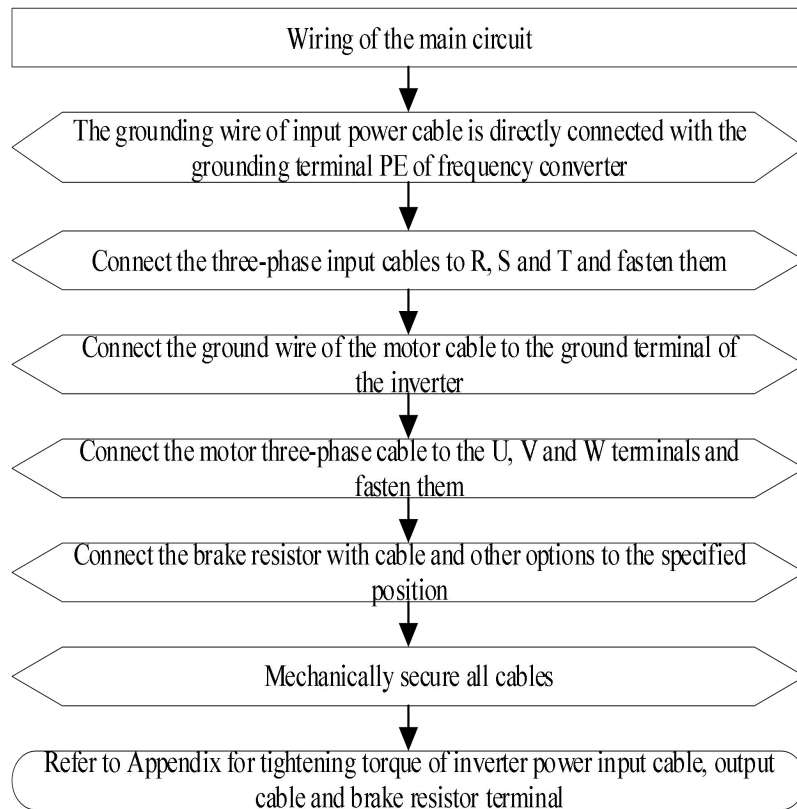 Wiring of the main circuit
The grounding wire of input power cable is directly connected with the
grounding terminal PE of frequency converter
Connect the three-phase input cables to R, S and T and fasten them
Connect the ground wire of the motor cable to the ground terminal of
the inverter
Connect the motor three-phase cable to the U, V and W terminals and
fasten them
Connect the brake resistor with cable and other options to the specified
position
Mechanically secure all cables
Refer to Appendix for tightening torque of inverter power input cable, output
cable and brake resistor terminal